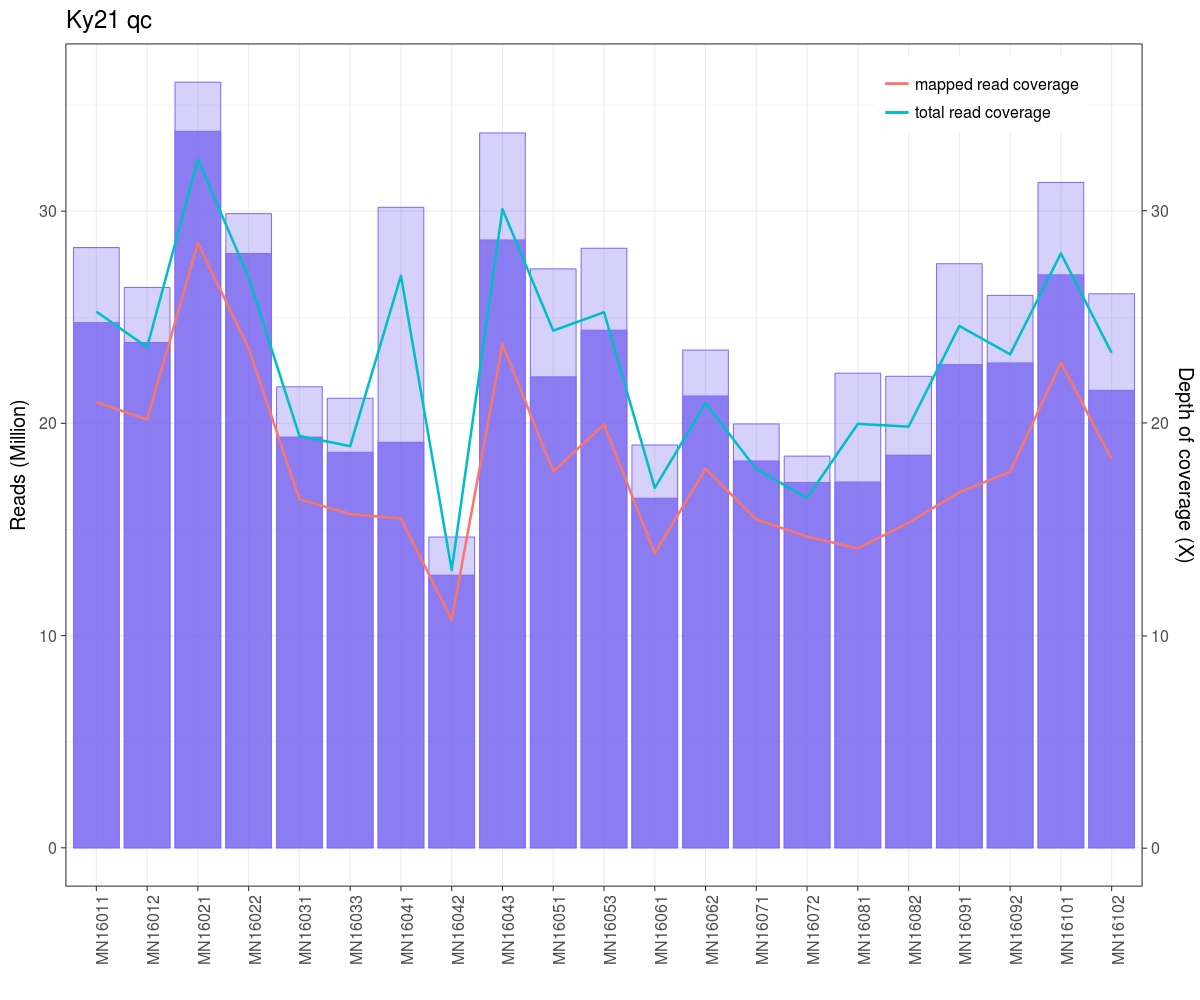 Ky21 qc
mapped read coverage
total read coverage
Reads (Million)
30
20
10
0
30
20
10
0
Depth of coverage (X)
MN16011
MN16012
MN16021
MN16022
MN16031
MN16033
MN16041
MN16042
MN16043
MN16051
MN16053
MN16061
MN16062
MN16071
MN16072
MN16081
MN16082
MN16091
MN16092
MN16101
MN16102